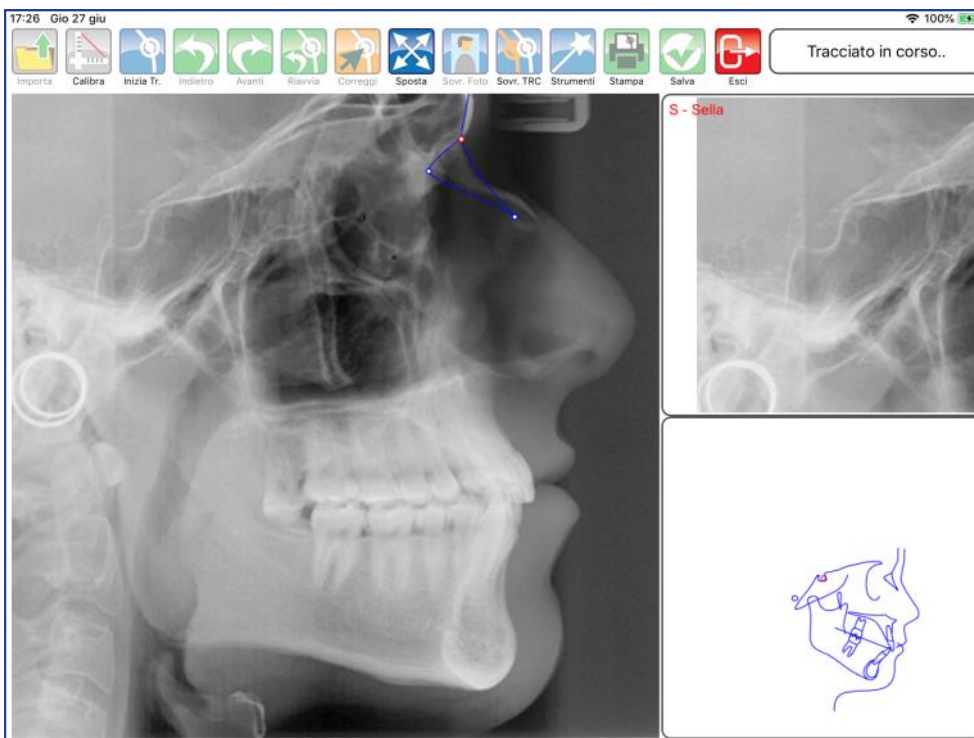 17:26 Gio 27 giu 100%
Importa Calibra Inizia Tr. Indietro Avanti Riavvia Correggi Sposta Sovr. Foto Sovr. TRC Strumenti Stampa Salva Esci
Tracciato in corso..
S - Sella